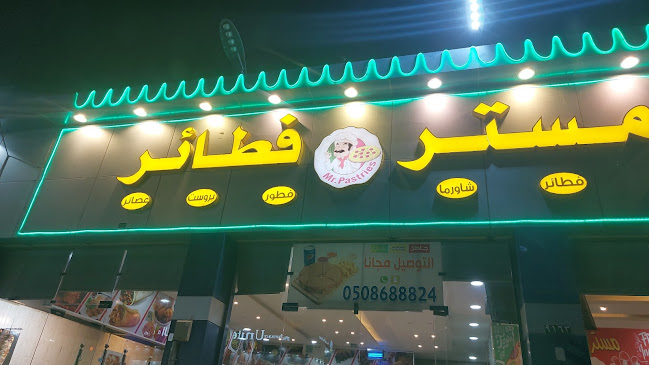 مستر فطائر
Mr. Pastries
فطائر شاورما فطور بروست عصائر
التوصيل مجانا
0508688824